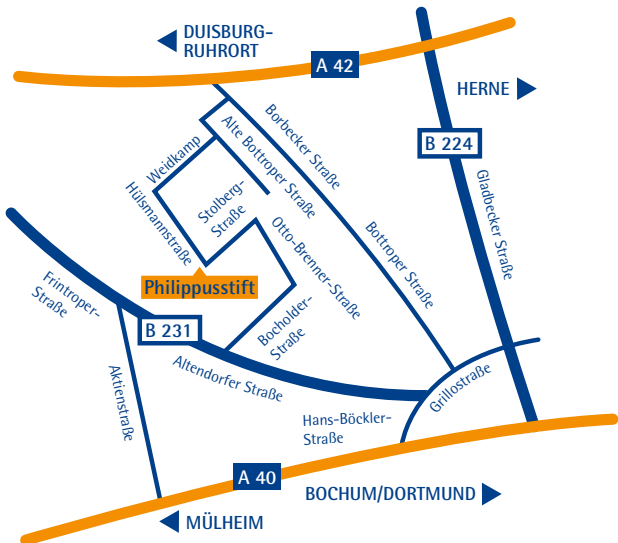 DUISBURG-
RUHRORT
A 42
HERNE
B 224
Borbecker Straße
Alte Bottroper Straße
Weidkamp
Stolberg-
Straße
Hülsmannstraße
Otto-Brenner-Straße
Bottroper Straße
Gladbecker Straße
Philippusstift
Frintroper-
Straße
B 231
Bocholder-
Straße
Altendorfer Straße
Aktienstraße
Grillostraße
Hans-Böckler-
Straße
A 40
BOCHUM/DORTMUND
MÜLHEIM